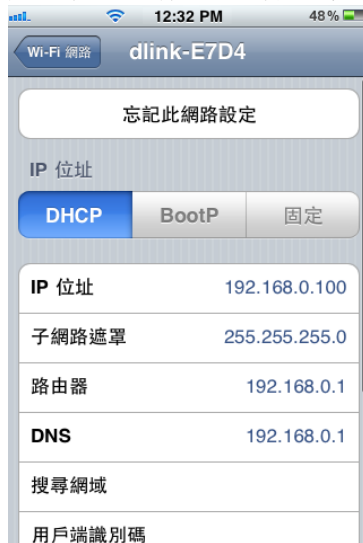 12:32 PM 48%
Wi-Fi 網路 dlink-E7D4
忘記此網路設定
IP 位址
DHCP BootP 固定
IP 位址 192.168.0.100
子網路遮罩 255.255.255.0
路由器 192.168.0.1
DNS 192.168.0.1
搜尋網域
用戶端識別碼